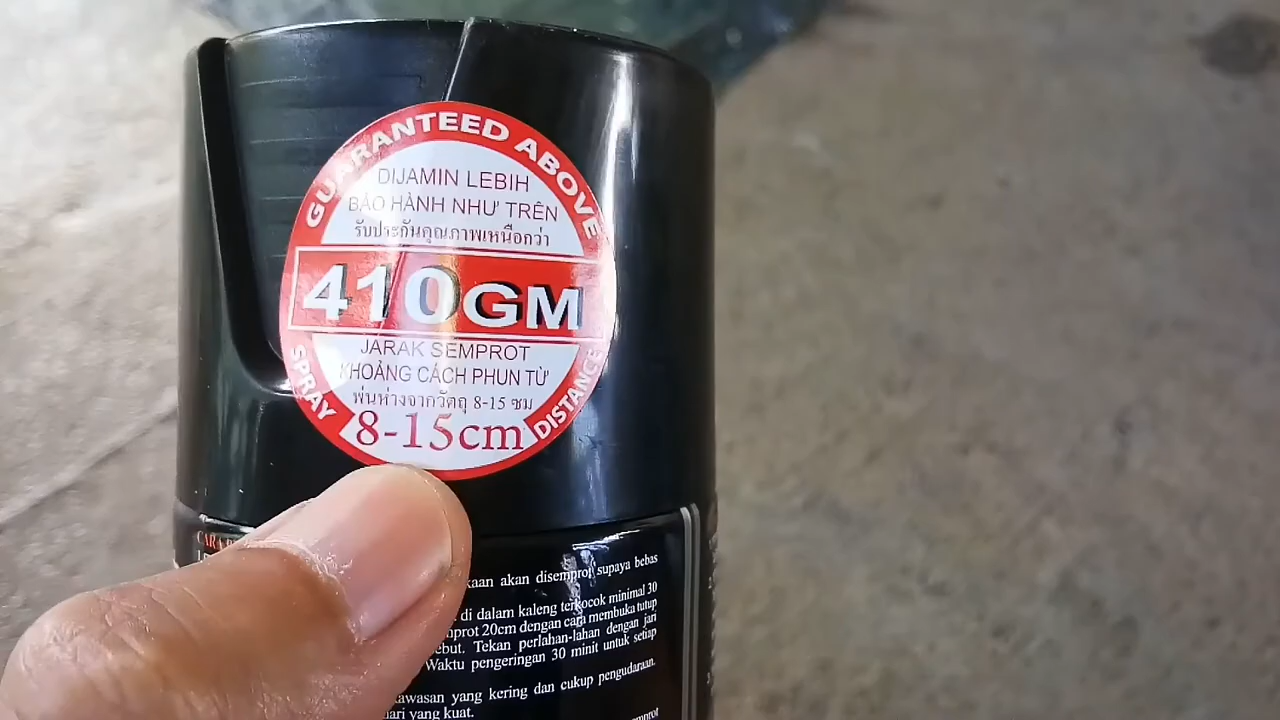 GUARANTEED ABOVE
DIJAMIN LEBIH
BẢO HÀNH NHƯ TRÊN
รับประกันคุณภาพเหนือกว่า
410GM
JARAK SEMPROT
KHOẢNG CÁCH PHUN TỪ
พ่นห่างจากวัตถุ 8-15 ซม
8-15cm
SPRAY DISTANCE
CARA
akan disemprot supaya bebas
di dalam kaleng terkocok minimal 30
20cm dengan cara membuka tutup
Tekan perlahan-lahan dengan jari
Waktu pengeringan 30 minit untuk setiap
yang kering dan cukup pengudaraan.
yang kuat.